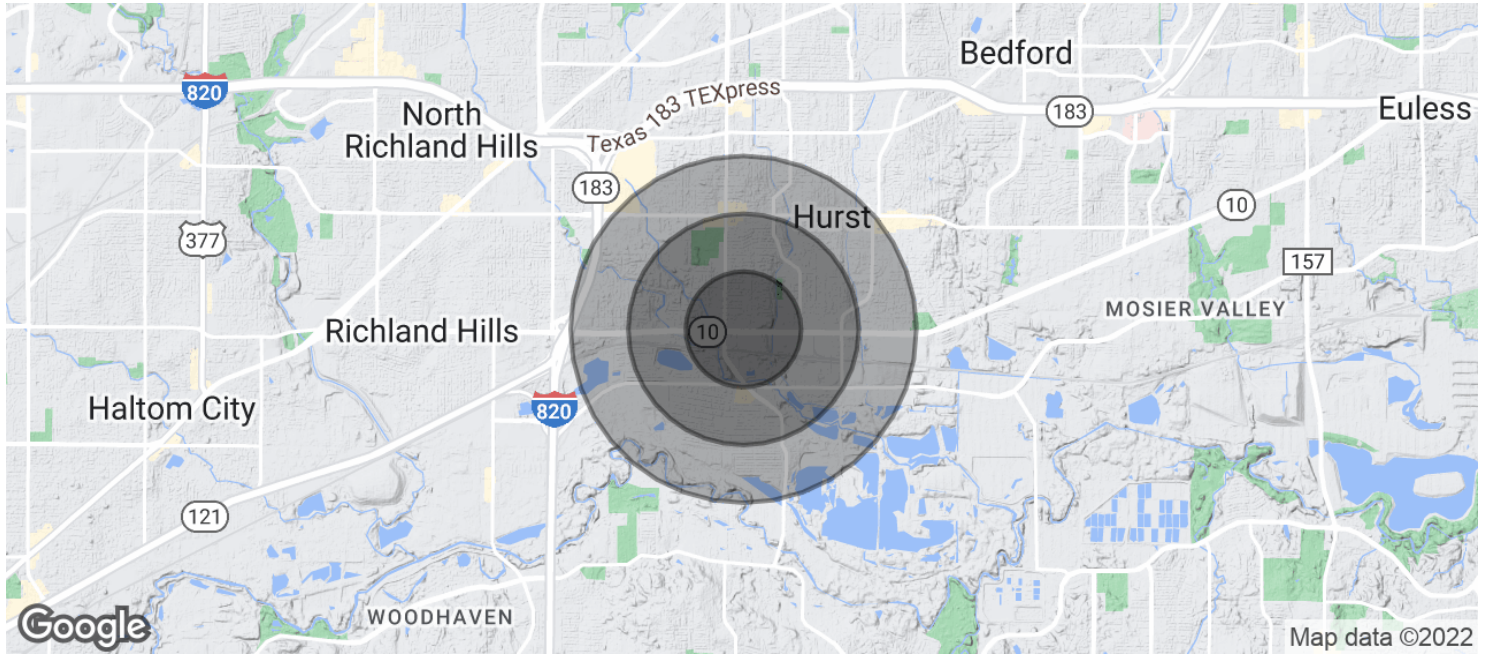 Bedford
820
Texas 183 TEXpress
183
Euless
North
Richland Hills
183
10
Hurst
377
157
MOSIER VALLEY
Richland Hills
10
Haltom City
820
121
WOODHAVEN
Google
Map data ©2022